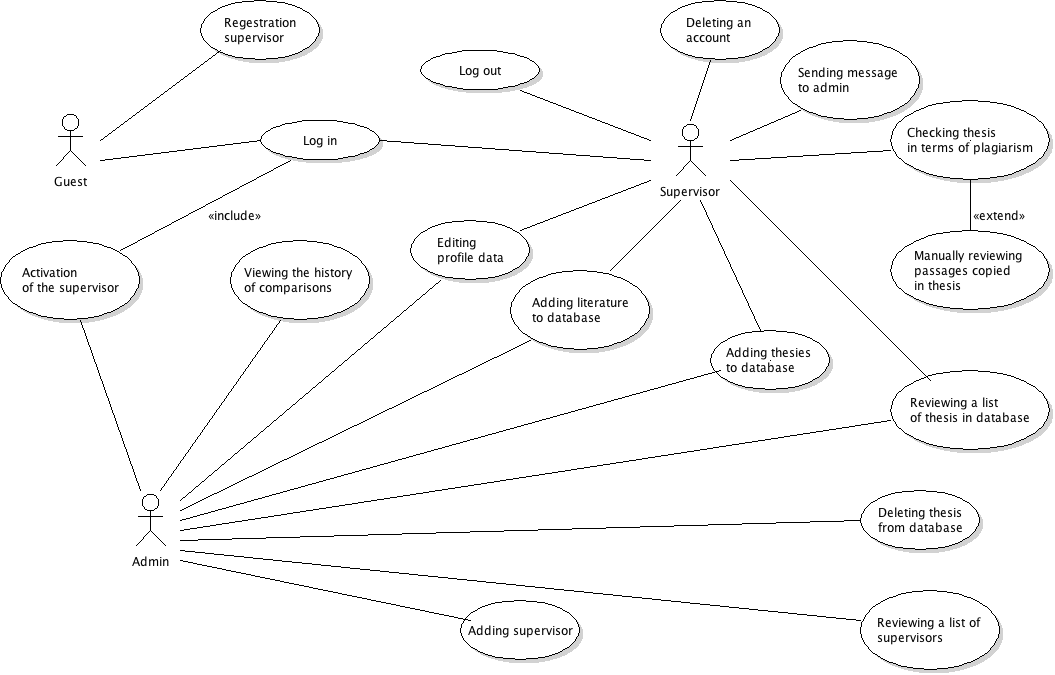 Regestration
supervisor
Deleting an
account
Log out
Sending message
to admin
Log in
Checking thesis
in terms of plagiarism
Guest
Supervisor
«include»
«extend»
Activation
of the supervisor
Viewing the history
of comparisons
Editing
profile data
Manually reviewing
passages copied
in thesis
Adding literature
to database
Adding thesies
to database
Reviewing a list
of thesis in database
Deleting thesis
from database
Admin
Adding supervisor
Reviewing a list of
supervisors